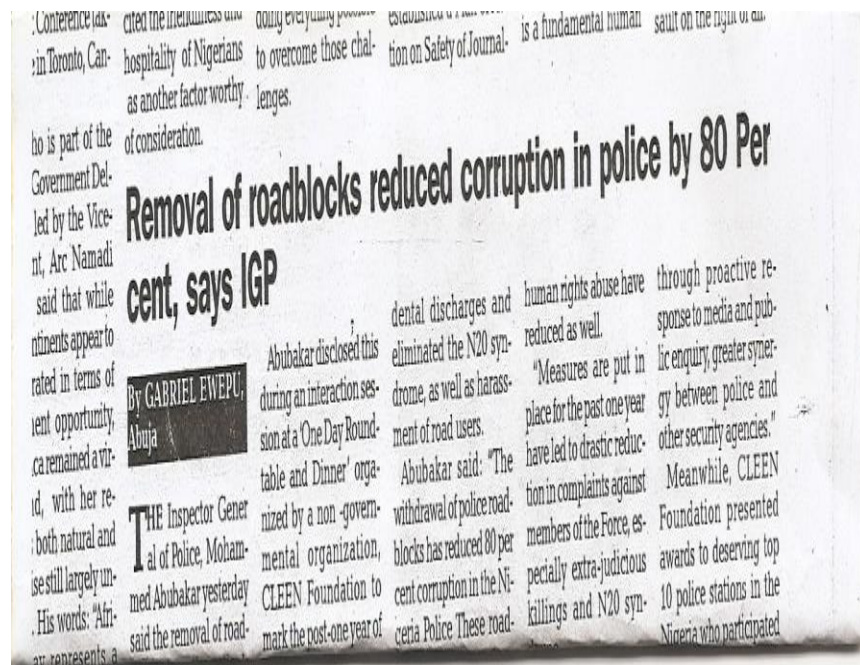 : Conference tak-
: in Toronto, Can-
ho is part of the
Government Del-
led by the Vice-
nt, Arc Namadi
said that while
ntinents appear to
rated in terms of
ient opportunity,
ca remained a vir-
id, with her re-
both natural and
se still largely un-
. His words: "Afri-
represents a
cited the friendliness and
hospitality of Nigerians
as another factor worthy
of consideration.
doing everything possible
to overcome those chal-
lenges.
tion on Safety of Journal-
is a fundamental human
sault on the right of all.
Removal of roadblocks reduced corruption in police by 80 Per
cent, says IGP
By GABRIEL EWEPU,
Abuja
THE Inspector Gener
al of Police, Moham-
med Abubakar yesterday
said the removal of road-
Abubakar disclosed this
during an interaction ses-
sion at a 'One Day Round-
table and Dinner' orga-
nized by a non -govern-
mental organization,
CLEEN Foundation to
mark the post-one year of
dental discharges and
eliminated the N20 syn-
drome, as well as harass-
ment of road users.
Abubakar said: "The
withdrawal of police road-
blocks has reduced 80 per
cent corruption in the Ni-
geria Police These road-
human rights abuse have
reduced as well.
"Measures are put in
place for the past one year
have led to drastic reduc-
tion in complaints against
members of the Force, es-
pecially extra-judicious
killings and N20 syn-
through proactive re-
sponse to media and pub-
lic enquiry, greater syner-
gy between police and
other security agencies."
Meanwhile, CLEEN
Foundation presented
awards to deserving top
10 police stations in the
Nigeria who participated